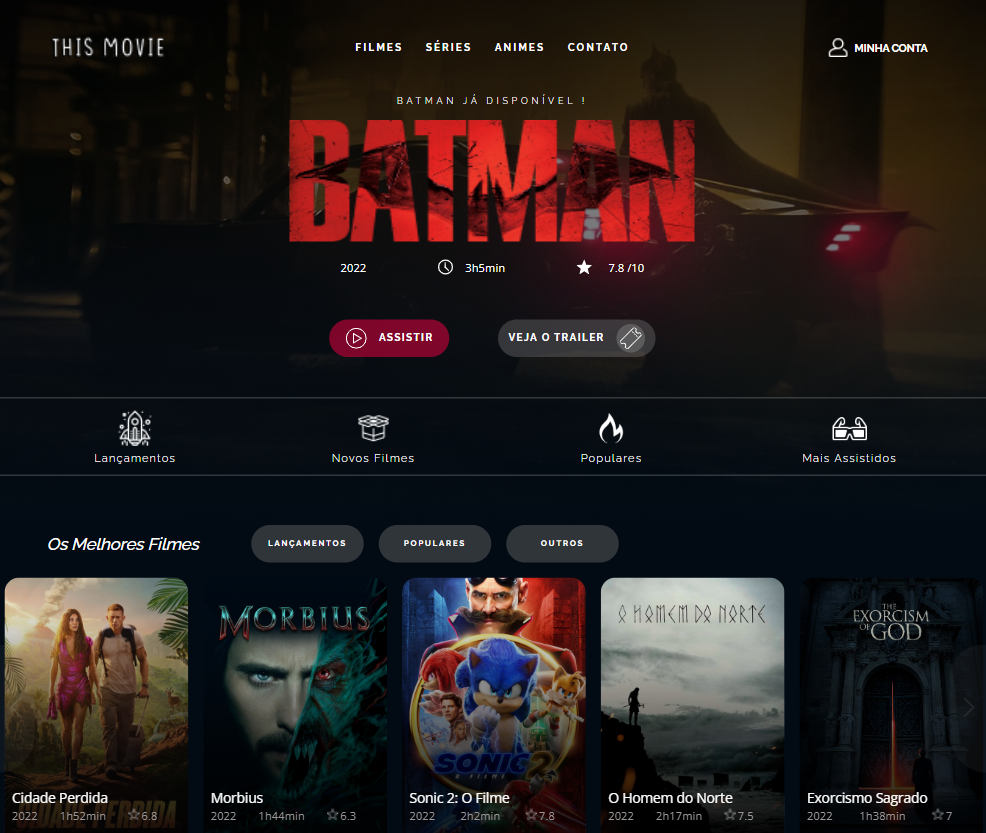 THIS MOVIE
FILMES SÉRIES ANIMES CONTATO
MINHA CONTA
BATMAN JÁ DISPONÍVEL !
BATMAN
2022 3h5min 7.8 /10
ASSISTIR VEJA O TRAILER
Lançamentos Novos Filmes Populares Mais Assistidos
Os Melhores Filmes LANÇAMENTOS POPULARES OUTROS
MORBIUS
SONIC 2
O FILME
O HOMEM DO NORTE
THE
EXORCISM
OF GOD
CIDADE PERDIDA
Cidade Perdida Morbius Sonic 2: O Filme O Homem do Norte Exorcismo Sagrado
2022 1h52min 6.8 2022 1h44min 6.3 2022 2h2min 7.8 2022 2h17min 7.5 2022 1h38min 7